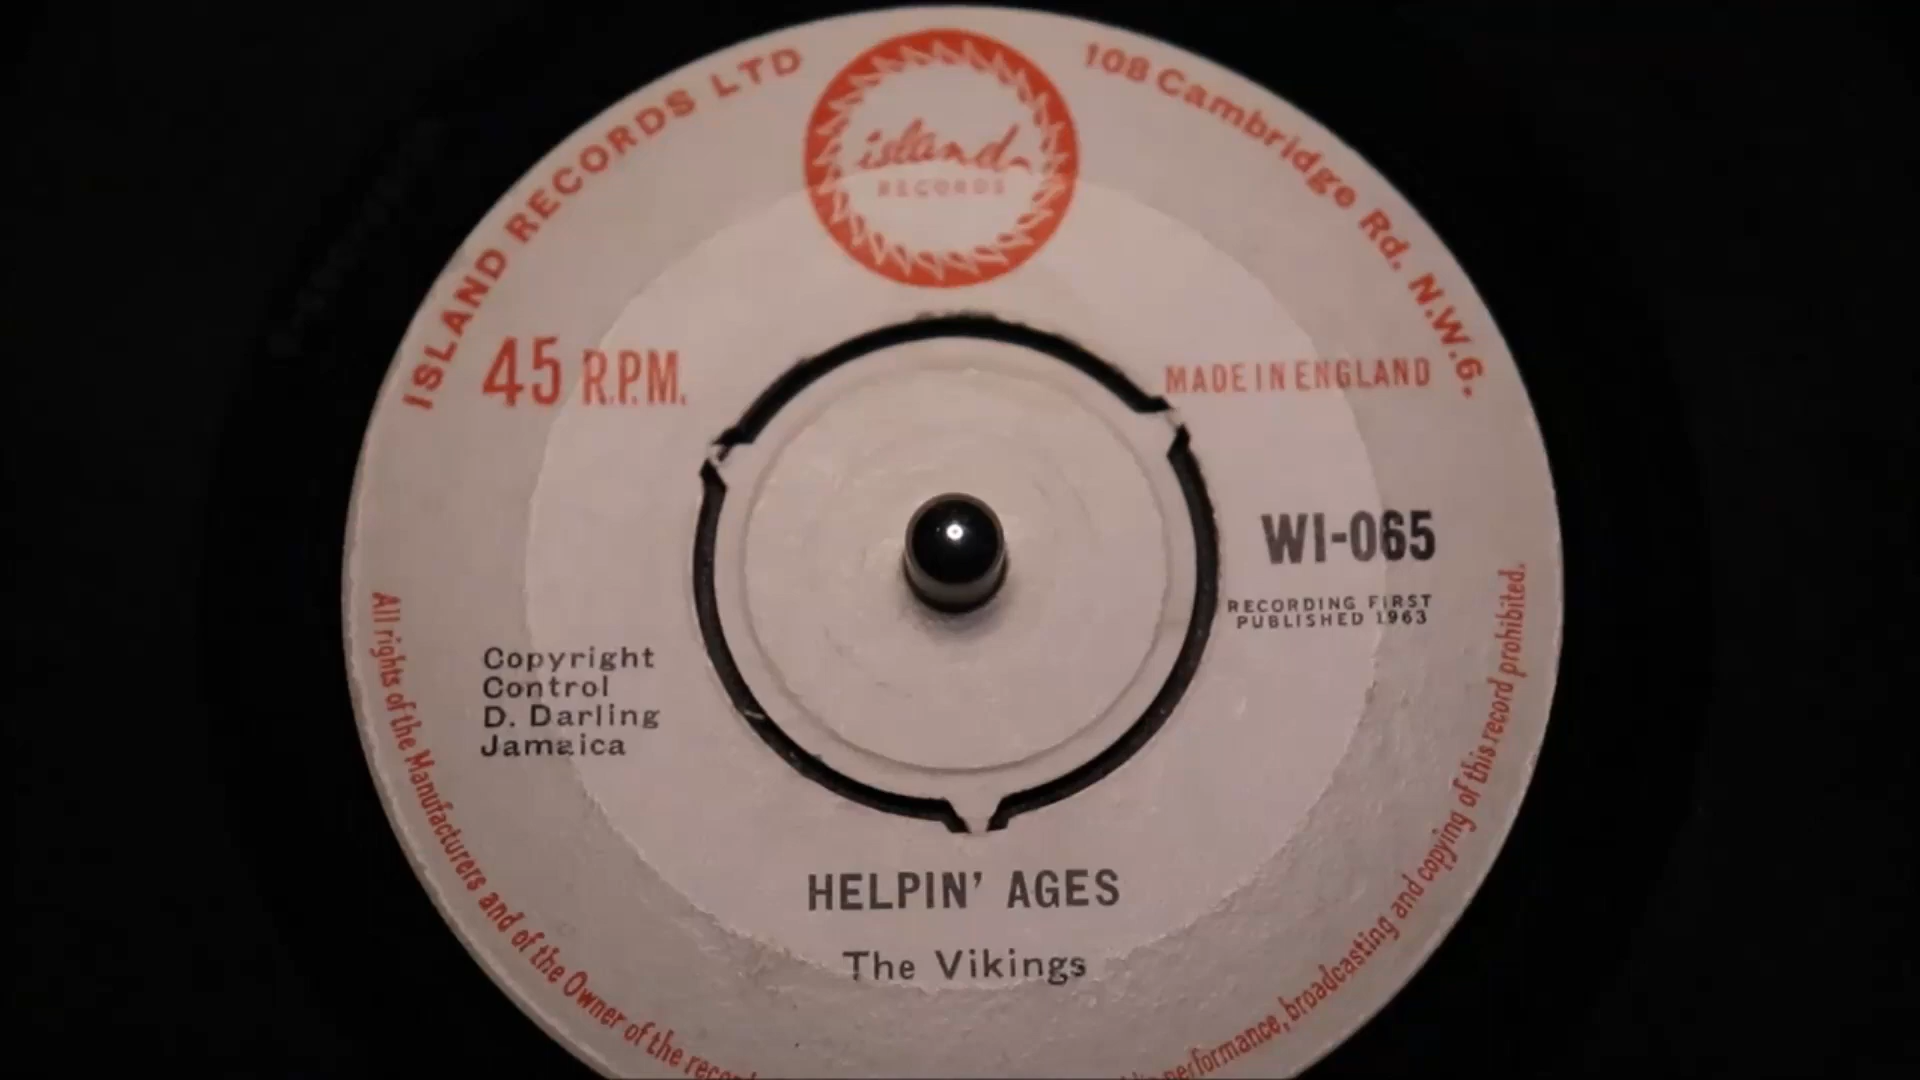 ISLAND RECORDS LTD
108 Cambridge Rd. N.W.6.
island
RECORDS
45 R.P.M.
MADE IN ENGLAND
WI-065
RECORDING FIRST
PUBLISHED 1963
Copyright
Control
D. Darling
Jamaica
HELPIN' AGES
The Vikings
All rights of the Manufacturers and of the Owner of the
performance, broadcasting and copying of this record prohibited.